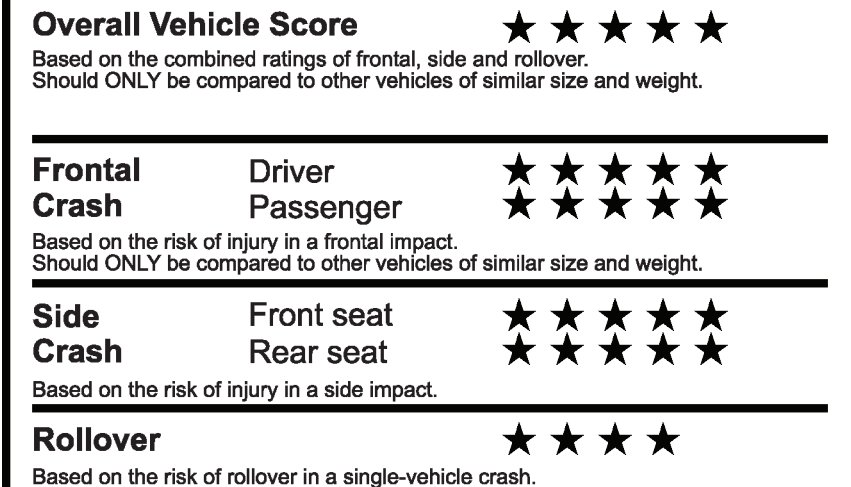 Overall Vehicle Score ★ ★ ★ ★ ★
Based on the combined ratings of frontal, side and rollover.
Should ONLY be compared to other vehicles of similar size and weight.
Frontal Driver ★ ★ ★ ★ ★
Crash Passenger ★ ★ ★ ★ ★
Based on the risk of injury in a frontal impact.
Should ONLY be compared to other vehicles of similar size and weight.
Side Front seat ★ ★ ★ ★ ★
Crash Rear seat ★ ★ ★ ★ ★
Based on the risk of injury in a side impact.
Rollover ★ ★ ★ ★
Based on the risk of rollover in a single-vehicle crash.